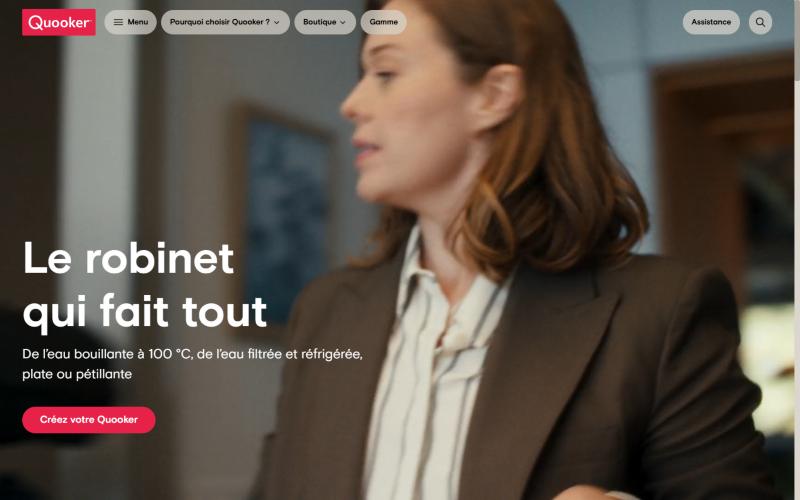 Quooker
Menu
Pourquoi choisir Quooker ?
Boutique
Gamme
Assistance
Le robinet
qui fait tout
De l'eau bouillante à 100 °C, de l'eau filtrée et réfrigérée,
plate ou pétillante
Créez votre Quooker